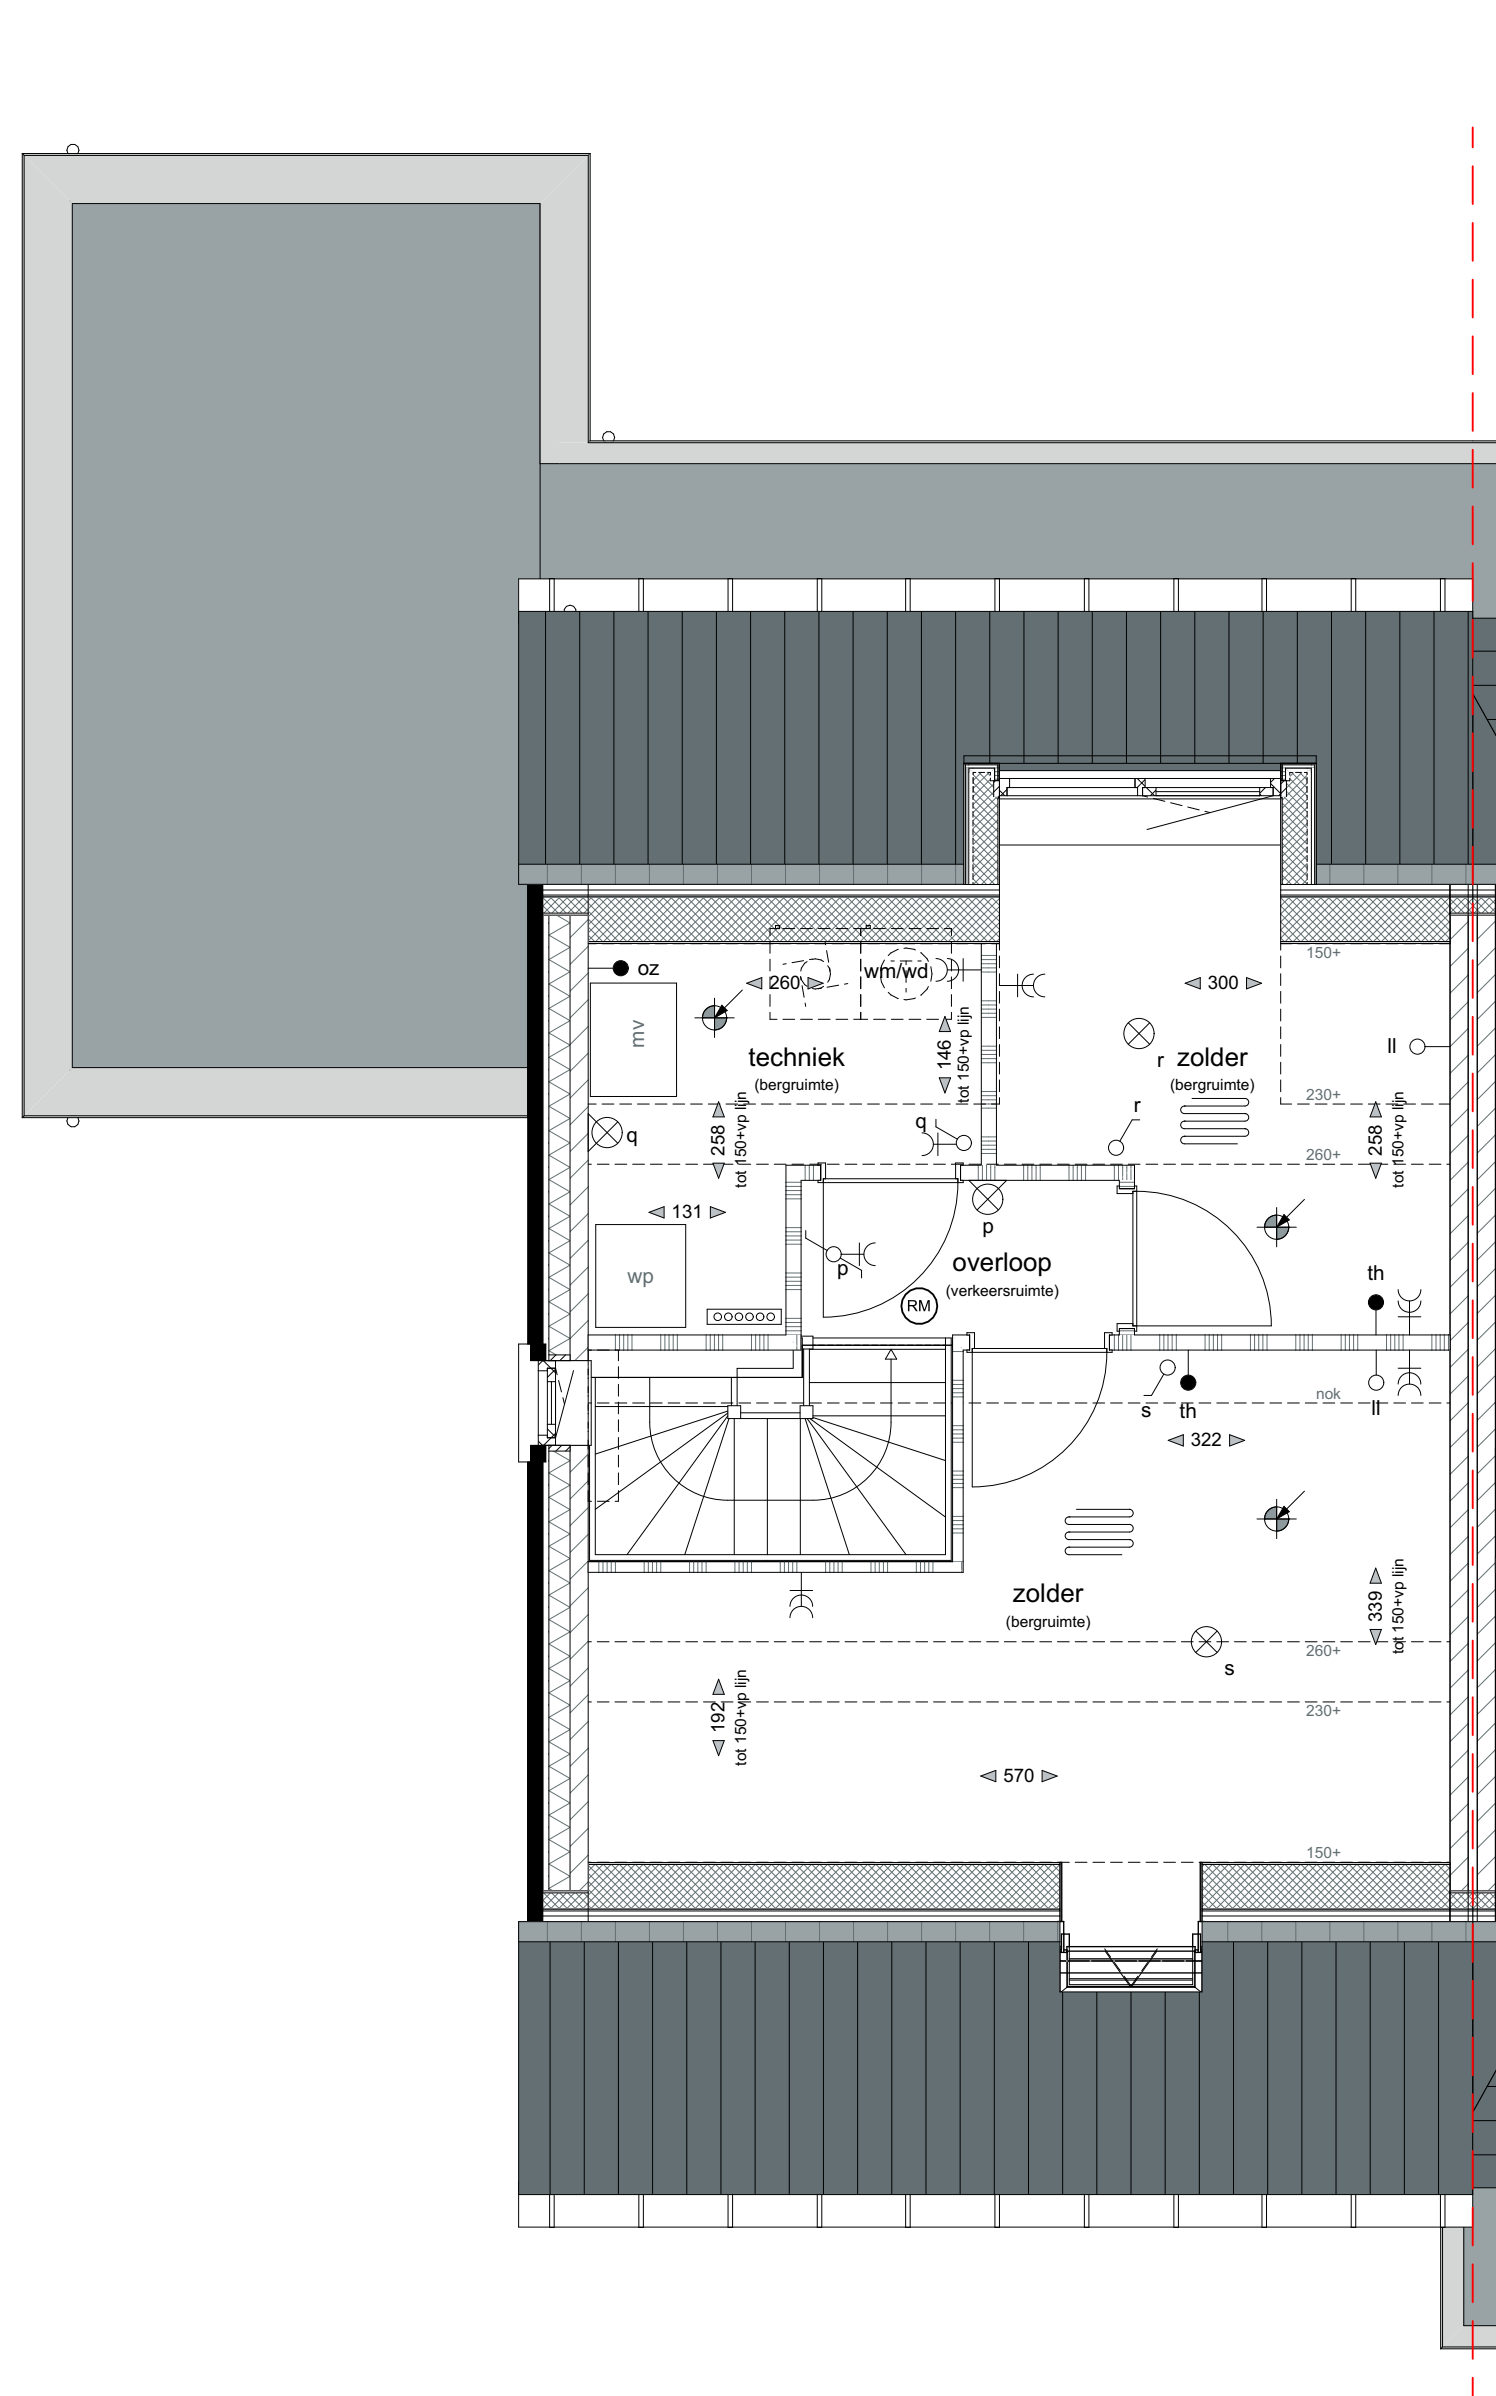 150+
oz
260
wm/wd
300
mv
146
tot 150+vp lijn
techniek
(bergruimte)
r
zolder
(bergruimte)
ll
230+
r
q
q
258
tot 150+vp lijn
258
tot 150+vp lijn
260+
131
p
overloop
(verkeersruimte)
p
wp
RM
th
nok
s
th
ll
322
zolder
(bergruimte)
339
tot 150+vp lijn
260+
s
192
tot 150+vp lijn
230+
570
150+